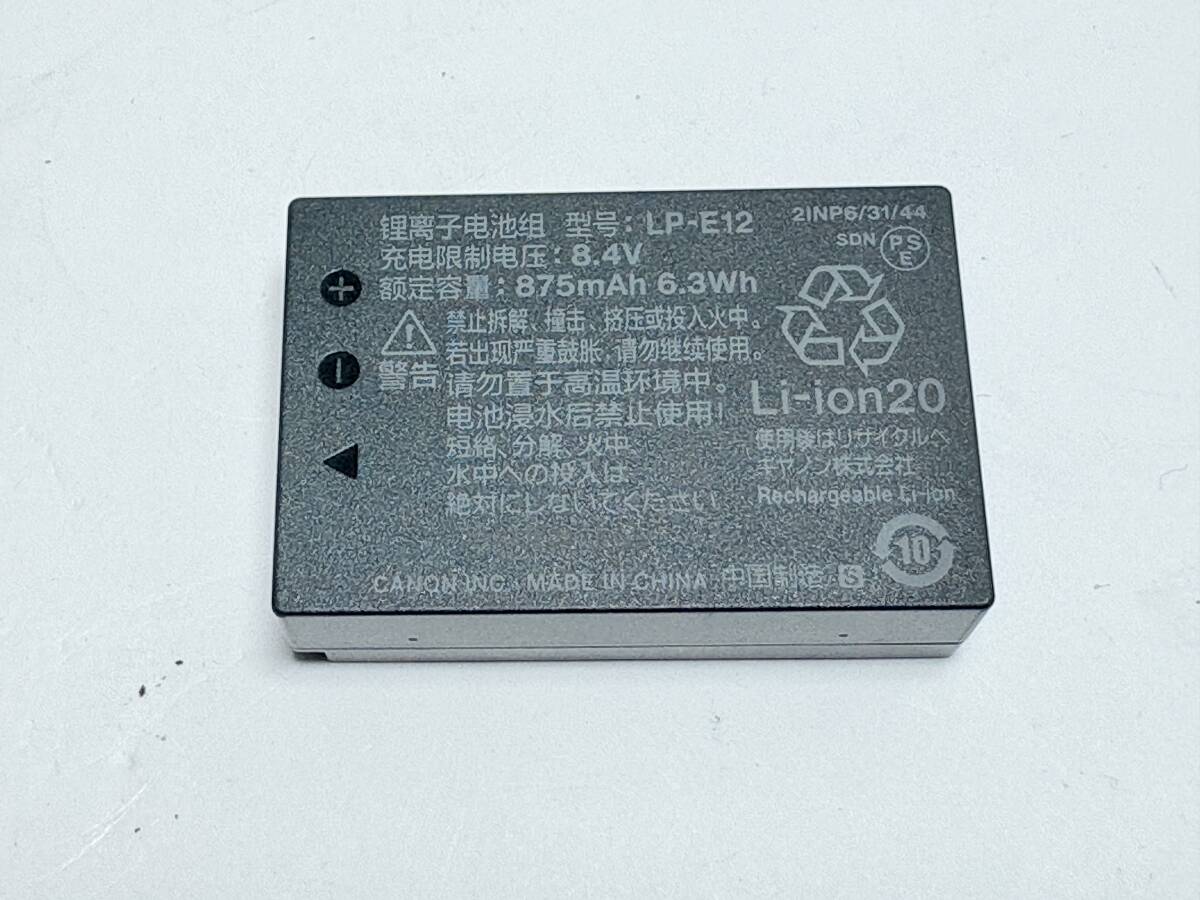 锂离子电池组 型号: LP-E12
充电限制电压: 8.4V
额定容量: 875mAh 6.3Wh
禁止拆解、撞击、挤压或投入火中。
若出现严重鼓胀、请勿继续使用。
警告
请勿置于高温环境中。
电池浸水后禁止使用!
短絡、分解、火中
水中への投入は
絶対にしないでください
2INP6/31/44
SDN
PS
E
Li-ion20
使用後はリサイクルへ
キヤノン株式会社
Rechargeable Li-ion
10
CANON INC. MADE IN CHINA 中国制造 S